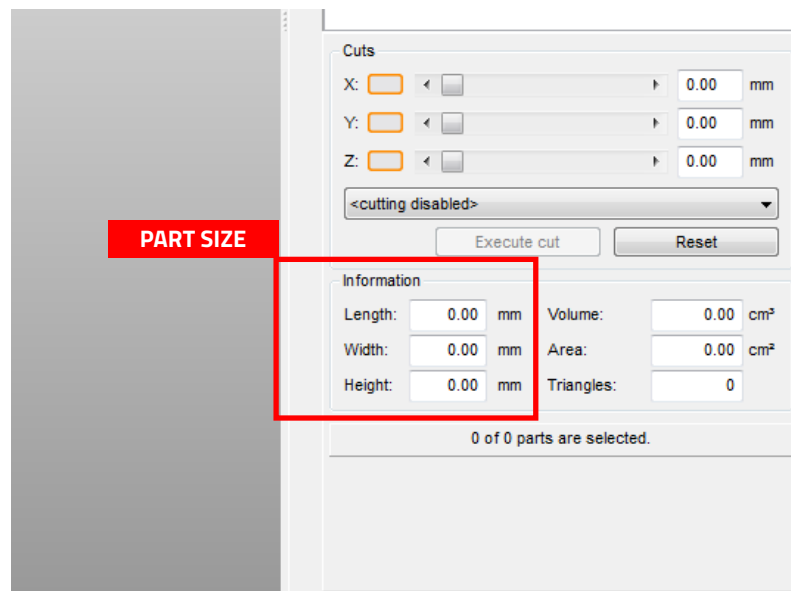 Cuts
X: 0.00 mm
Y: 0.00 mm
Z: 0.00 mm
<cutting disabled>
PART SIZE
Execute cut Reset
Information
Length: 0.00 mm Volume: 0.00 cm³
Width: 0.00 mm Area: 0.00 cm²
Height: 0.00 mm Triangles: 0
0 of 0 parts are selected.